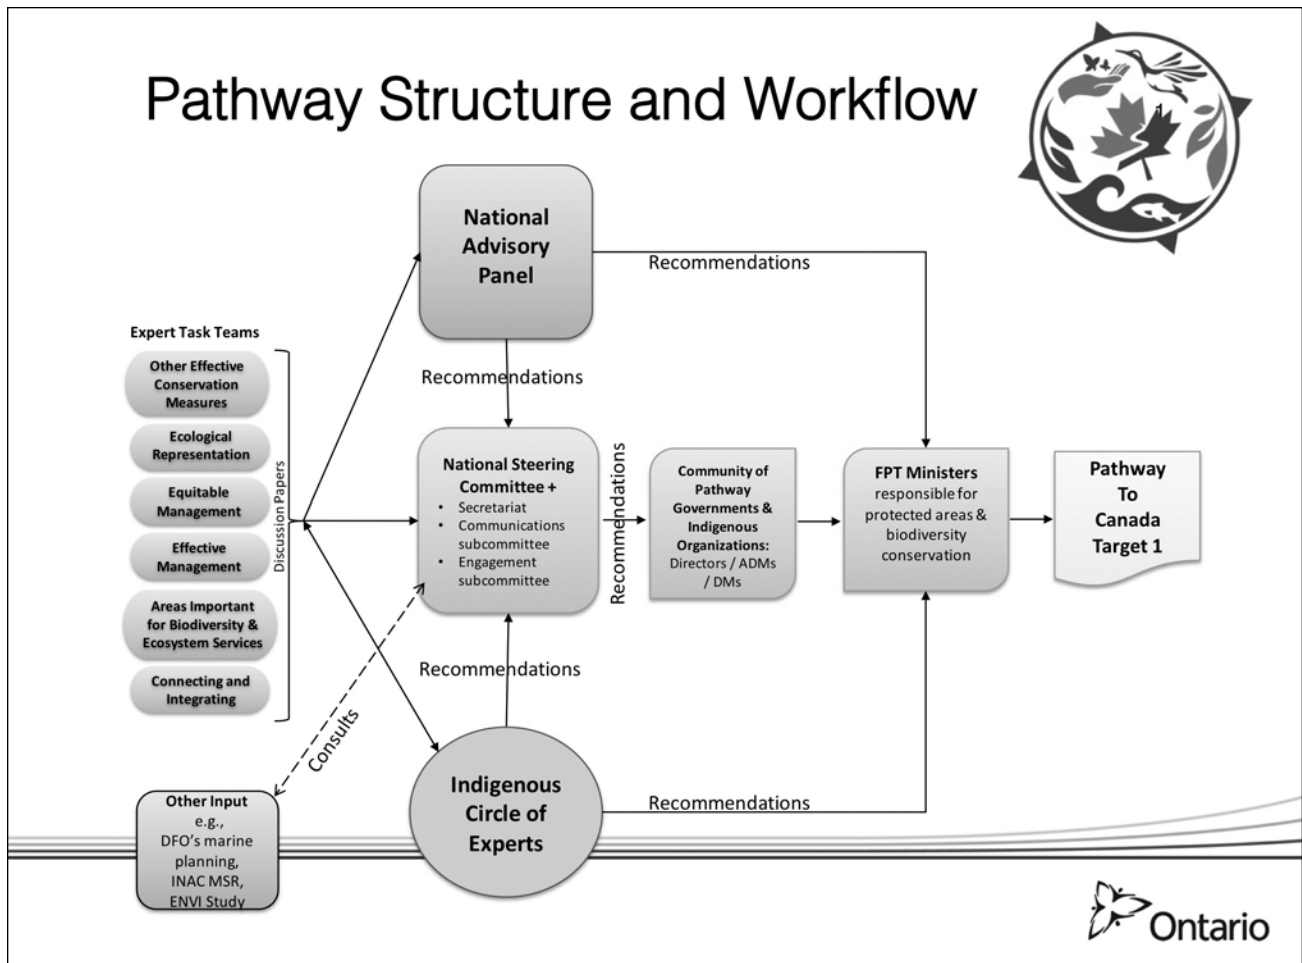 Pathway Structure and Workflow
1
National
Advisory
Panel
Recommendations
Recommendations
Expert Task Teams
Other Effective
Conservation
Measures
Ecological
Representation
Equitable
Management
Effective
Management
Areas Important
for Biodiversity &
Ecosystem Services
Connecting and
Integrating
Discussion Papers
National Steering
Committee +
• Secretariat
• Communications
subcommittee
• Engagement
subcommittee
Recommendations
Community of
Pathway
Governments &
Indigenous
Organizations:
Directors / ADMs
/ DMs
FPT Ministers
responsible for
protected areas &
biodiversity
conservation
Pathway
To
Canada
Target 1
Recommendations
Consults
Indigenous
Circle of
Experts
Recommendations
Other Input
e.g.,
DFO's marine
planning,
INAC MSR,
ENVI Study
Ontario